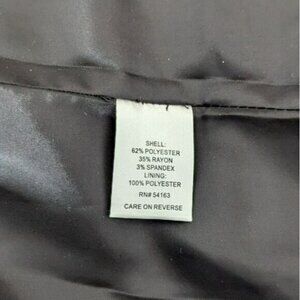 SHELL:
62% POLYESTER
35% RAYON
3% SPANDEX
LINING:
100% POLYESTER
RN# 54163
CARE ON REVERSE